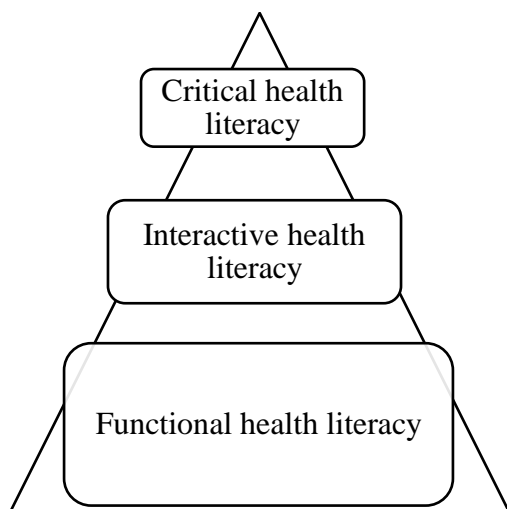 Critical health
literacy
Interactive health
literacy
Functional health literacy